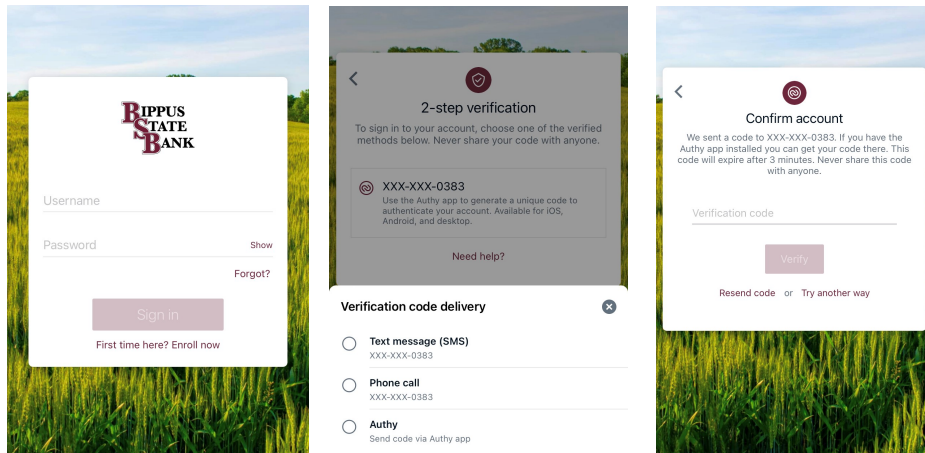 BIPPUS
STATE
BANK
Username
Password
Show
Forgot?
Sign in
First time here? Enroll now
2-step verification
To sign in to your account, choose one of the verified
methods below. Never share your code with anyone.
XXX-XXX-0383
Use the Authy app to generate a unique code to
authenticate your account. Available for iOS,
Android, and desktop.
Need help?
Verification code delivery
Text message (SMS)
XXX-XXX-0383
Phone call
XXX-XXX-0383
Authy
Send code via Authy app
Confirm account
We sent a code to XXX-XXX-0383. If you have the
Authy app installed you can get your code there. This
code will expire after 3 minutes. Never share this code
with anyone.
Verification code
Verify
Resend code or Try another way